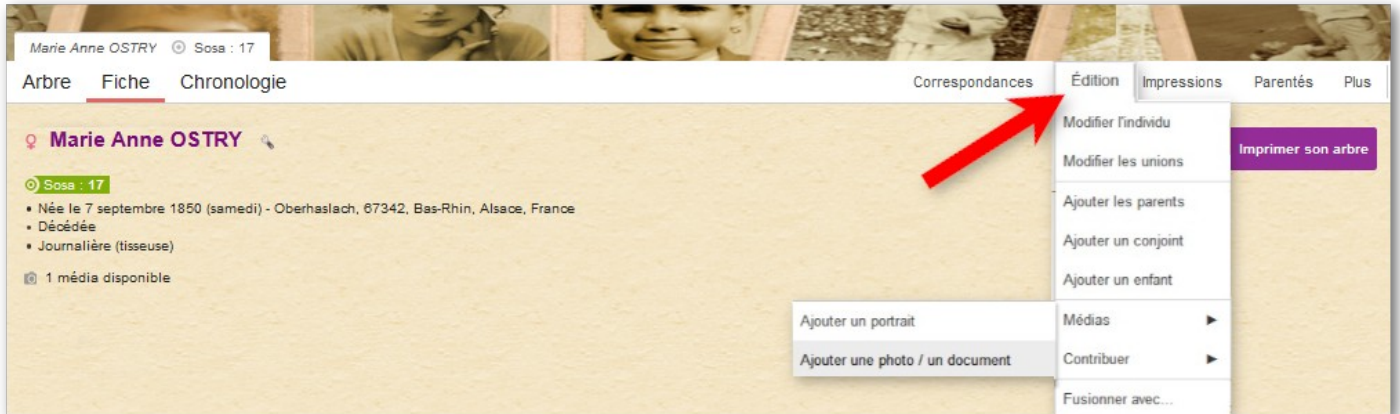 Marie Anne OSTRY Sosa : 17
Arbre Fiche Chronologie Correspondances Édition Impressions Parentés Plus
Marie Anne OSTRY
Sosa : 17
• Née le 7 septembre 1850 (samedi) - Oberhaslach, 67342, Bas-Rhin, Alsace, France
• Décédée
• Journalière (tisseuse)
1 média disponible
Modifier l'individu
Modifier les unions
Ajouter les parents
Ajouter un conjoint
Ajouter un enfant
Médias
Contribuer
Fusionner avec...
Ajouter un portrait
Ajouter une photo / un document
Imprimer son arbre